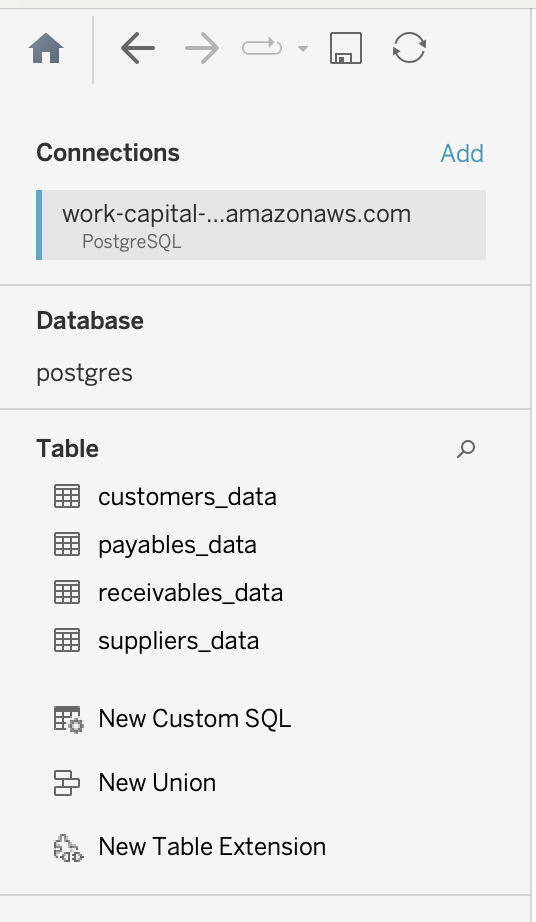 Connections
Add
work-capital-...amazonaws.com
PostgreSQL
Database
postgres
Table
customers_data
payables_data
receivables_data
suppliers_data
New Custom SQL
New Union
New Table Extension